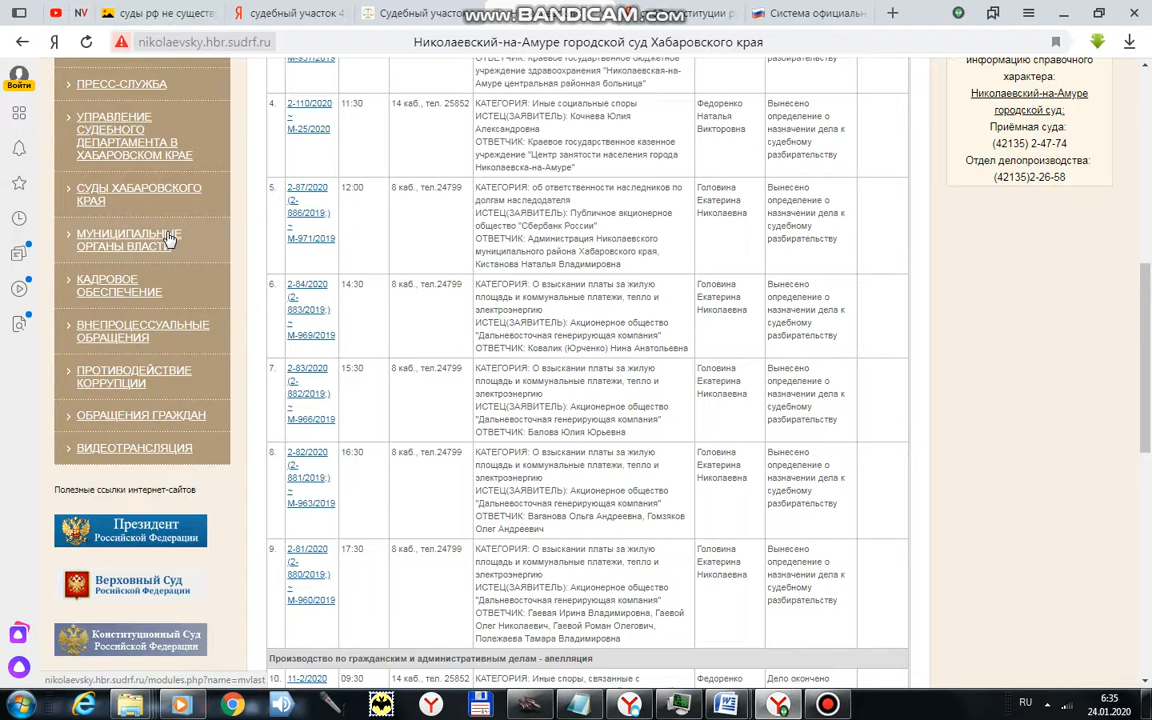 суды рф не существ
судебный участок 4
Судебный участо
www.BANDICAM.com
Система официальн
nikolaevsky.hbr.sudrf.ru
Николаевский-на-Амуре городской суд Хабаровского края
Войти
ПРЕСС-СЛУЖБА
УПРАВЛЕНИЕ
СУДЕБНОГО
ДЕПАРТАМЕНТА В
ХАБАРОВСКОМ КРАЕ
СУДЫ ХАБАРОВСКОГО
КРАЯ
МУНИЦИПАЛЬНЫЕ
ОРГАНЫ ВЛАСТИ
КАДРОВОЕ
ОБЕСПЕЧЕНИЕ
ВНЕПРОЦЕССУАЛЬНЫЕ
ОБРАЩЕНИЯ
ПРОТИВОДЕЙСТВИЕ
КОРРУПЦИИ
ОБРАЩЕНИЯ ГРАЖДАН
ВИДЕОТРАНСЛЯЦИЯ
Полезные ссылки интернет-сайтов
Президент
Российской Федерации
Верховный Суд
Российской Федерации
Конституционный Суд
Российской Федерации
nikolaevsky.hbr.sudrf.ru/modules.php?name=mvlast
М-957/2019
ОТВЕТЧИК: Краевое государственное бюджетное
учреждение здравоохранения "Николаевская-на-
Амуре центральная районная больница"
4.
2-110/2020
~
М-25/2020
11:30
14 каб., тел. 25852
КАТЕГОРИЯ: Иные социальные споры
ИСТЕЦ(ЗАЯВИТЕЛЬ): Кочнева Юлия
Александровна
ОТВЕТЧИК: Краевое государственное казенное
учреждение "Центр занятости населения города
Николаевска-на-Амуре"
Федоренко
Наталья
Викторовна
Вынесено
определение о
назначении дела к
судебному
разбирательству
5.
2-87/2020
(2-
886/2019;)
~
М-971/2019
12:00
8 каб., тел.24799
КАТЕГОРИЯ: об ответственности наследников по
долгам наследодателя
ИСТЕЦ(ЗАЯВИТЕЛЬ): Публичное акционерное
общество "Сбербанк России"
ОТВЕТЧИК: Администрация Николаевского
муниципального района Хабаровского края,
Кистанова Наталья Владимировна
Головина
Екатерина
Николаевна
Вынесено
определение о
назначении дела к
судебному
разбирательству
6.
2-84/2020
(2-
883/2019;)
~
М-969/2019
14:30
8 каб., тел.24799
КАТЕГОРИЯ: О взыскании платы за жилую
площадь и коммунальные платежи, тепло и
электроэнергию
ИСТЕЦ(ЗАЯВИТЕЛЬ): Акционерное общество
"Дальневосточная генерирующая компания"
ОТВЕТЧИК: Ковалик (Юрченко) Нина Анатольевна
Головина
Екатерина
Николаевна
Вынесено
определение о
назначении дела к
судебному
разбирательству
7.
2-83/2020
(2-
882/2019;)
~
М-966/2019
15:30
8 каб., тел.24799
КАТЕГОРИЯ: О взыскании платы за жилую
площадь и коммунальные платежи, тепло и
электроэнергию
ИСТЕЦ(ЗАЯВИТЕЛЬ): Акционерное общество
"Дальневосточная генерирующая компания"
ОТВЕТЧИК: Балова Юлия Юрьевна
Головина
Екатерина
Николаевна
Вынесено
определение о
назначении дела к
судебному
разбирательству
8.
2-82/2020
(2-
881/2019;)
~
М-963/2019
16:30
8 каб., тел.24799
КАТЕГОРИЯ: О взыскании платы за жилую
площадь и коммунальные платежи, тепло и
электроэнергию
ИСТЕЦ(ЗАЯВИТЕЛЬ): Акционерное общество
"Дальневосточная генерирующая компания"
ОТВЕТЧИК: Ваганова Ольга Андреевна, Гомзяков
Олег Андреевич
Головина
Екатерина
Николаевна
Вынесено
определение о
назначении дела к
судебному
разбирательству
9.
2-81/2020
(2-
880/2019;)
~
М-960/2019
17:30
8 каб., тел.24799
КАТЕГОРИЯ: О взыскании платы за жилую
площадь и коммунальные платежи, тепло и
электроэнергию
ИСТЕЦ(ЗАЯВИТЕЛЬ): Акционерное общество
"Дальневосточная генерирующая компания"
ОТВЕТЧИК: Гаевая Ирина Владимировна, Гаевой
Олег Николаевич, Гаевой Роман Олегович,
Полежаева Тамара Владимировна
Головина
Екатерина
Николаевна
Вынесено
определение о
назначении дела к
судебному
разбирательству
Производство по гражданским и административным делам - апелляция
10.
11-2/2020
09:30
14 каб., тел. 25852
КАТЕГОРИЯ: Иные споры, связанные с
Федоренко
Дело окончено
информацию справочного
характера:
Николаевский-на-Амуре
городской суд:
Приёмная суда:
(42135) 2-47-74
Отдел делопроизводства:
(42135)2-26-58
RU
6:35
24.01.2020